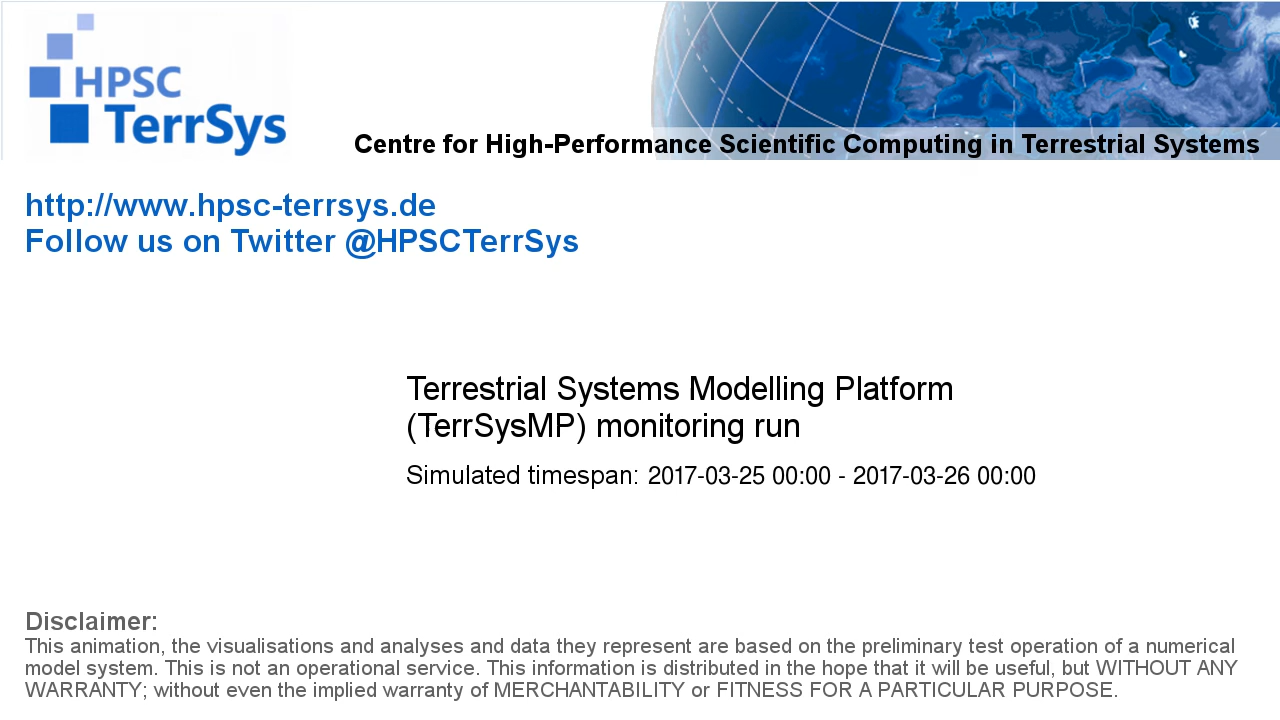 HPSC
TerrSys
Centre for High-Performance Scientific Computing in Terrestrial Systems
http://www.hpsc-terrsys.de
Follow us on Twitter @HPSCTerrSys
Terrestrial Systems Modelling Platform
(TerrSysMP) monitoring run
Simulated timespan: 2017-03-25 00:00 - 2017-03-26 00:00
Disclaimer:
This animation, the visualisations and analyses and data they represent are based on the preliminary test operation of a numerical
model system. This is not an operational service. This information is distributed in the hope that it will be useful, but WITHOUT ANY
WARRANTY; without even the implied warranty of MERCHANTABILITY or FITNESS FOR A PARTICULAR PURPOSE.